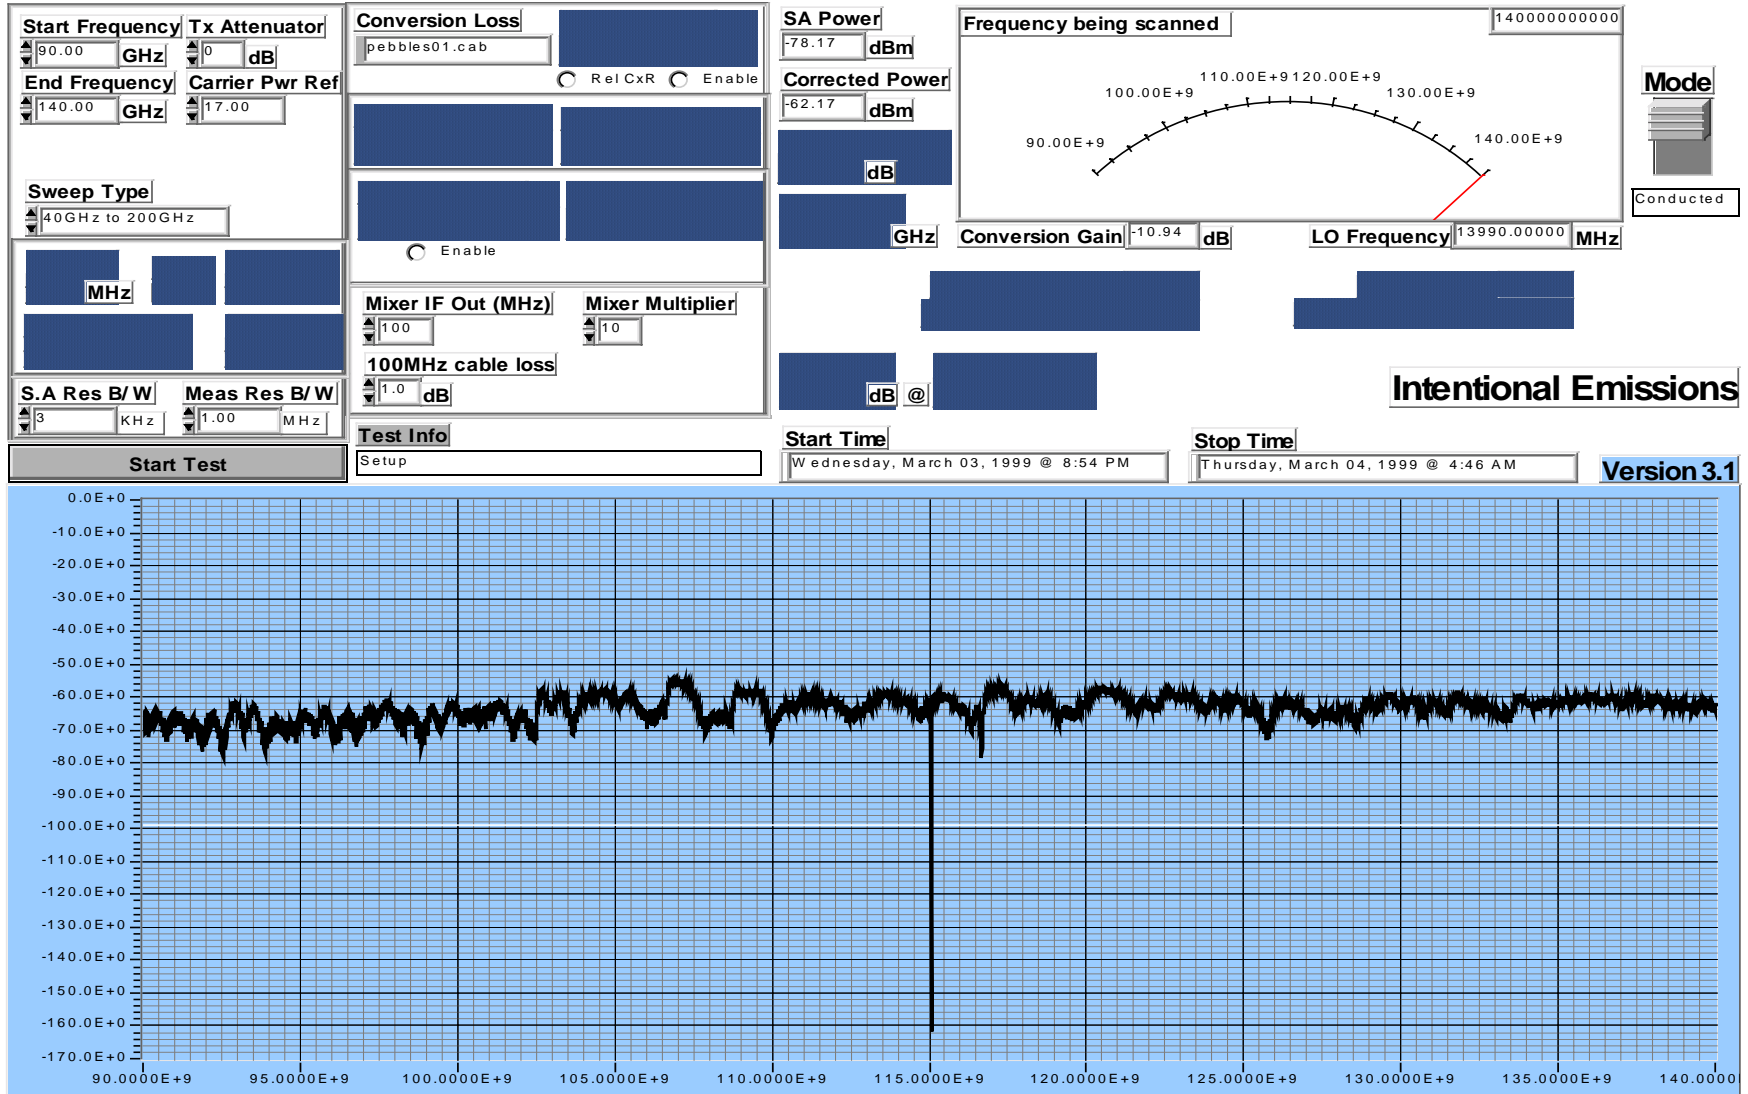 Start Frequency
90.00 GHz
Tx Attenuator
0 dB
End Frequency
140.00 GHz
Carrier Pwr Ref
17.00
Sweep Type
40GHz to 200GHz
MHz
S.A Res B/W
3 KHz
Meas Res B/W
1.00 MHz
Start Test
Conversion Loss
pebbles01.cab
Rel CxR
Enable
Enable
Mixer IF Out (MHz)
100
Mixer Multiplier
10
100MHz cable loss
1.0 dB
Test Info
Setup
SA Power
-78.17 dBm
Corrected Power
-62.17 dBm
dB
GHz
dB @
Frequency being scanned
140000000000
90.00E+9
100.00E+9
110.00E+9
120.00E+9
130.00E+9
140.00E+9
Mode
Conducted
Conversion Gain -10.94 dB
LO Frequency 13990.00000 MHz
Intentional Emissions
Start Time
Wednesday, March 03, 1999 @ 8:54 PM
Stop Time
Thursday, March 04, 1999 @ 4:46 AM
Version 3.1
0.0E+0
-10.0E+0
-20.0E+0
-30.0E+0
-40.0E+0
-50.0E+0
-60.0E+0
-70.0E+0
-80.0E+0
-90.0E+0
-100.0E+0
-110.0E+0
-120.0E+0
-130.0E+0
-140.0E+0
-150.0E+0
-160.0E+0
-170.0E+0
90.0000E+9 95.0000E+9 100.0000E+9 105.0000E+9 110.0000E+9 115.0000E+9 120.0000E+9 125.0000E+9 130.0000E+9 135.0000E+9 140.0000